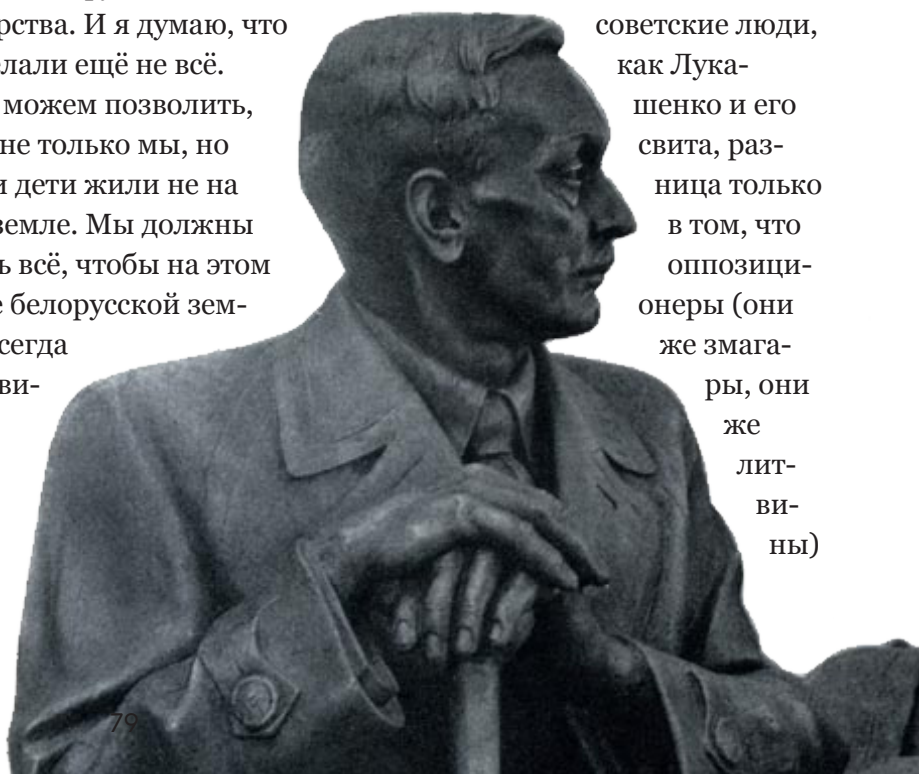 рства. И я думаю, что
лали ещё не всё.
можем позволить,
не только мы, но
и дети жили не на
земле. Мы должны
ь всё, чтобы на этом
е белорусской зем-
сегда
ви-
советские люди,
как Лука-
шенко и его
свита, раз-
ница только
в том, что
оппозици-
онеры (они
же змага-
ры, они
же
лит-
ви-
ны)
79